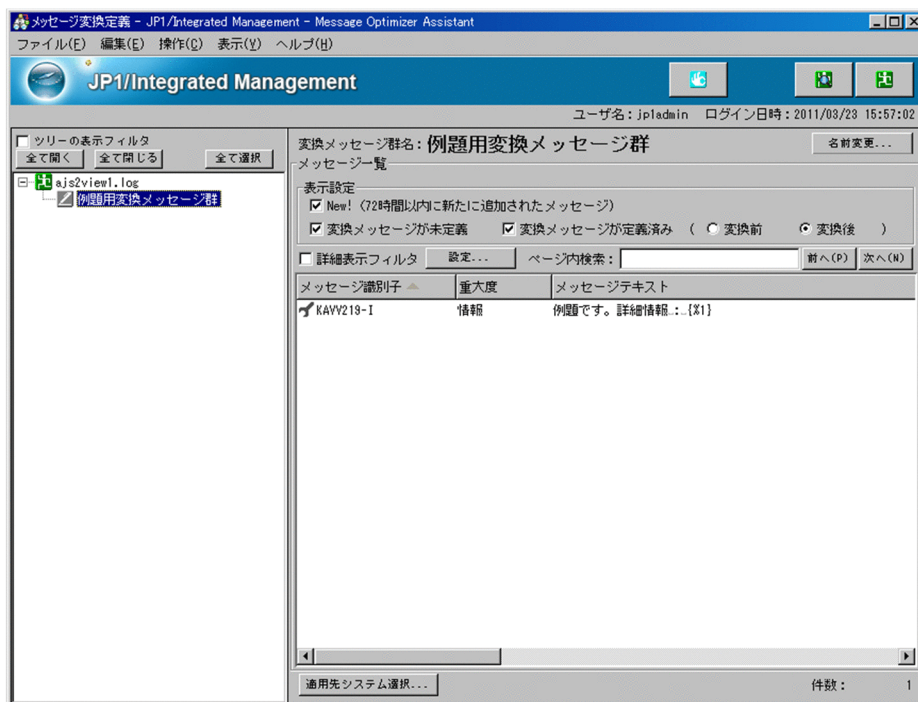 メッセージ変換定義 - JP1/Integrated Management - Message Optimizer Assistant
ファイル(F) 編集(E) 操作(C) 表示(V) ヘルプ(H)
JP1/Integrated Management
ユーザ名：jp1admin ログイン日時：2011/03/23 15:57:02
ツリーの表示フィルタ
全て開く 全て閉じる 全て選択
ajs2view1.log
例題用変換メッセージ群
変換メッセージ群名：例題用変換メッセージ群 名前変更...
メッセージ一覧
表示設定
New!（72時間以内に新たに追加されたメッセージ）
変換メッセージが未定義 変換メッセージが定義済み （ 変換前 変換後 ）
詳細表示フィルタ 設定... ページ内検索： 前へ(P) 次へ(N)
メッセージ識別子 重大度 メッセージテキスト
KAVV219-I 情報 例題です。詳細情報_:_{%1}
適用先システム選択... 件数： 1